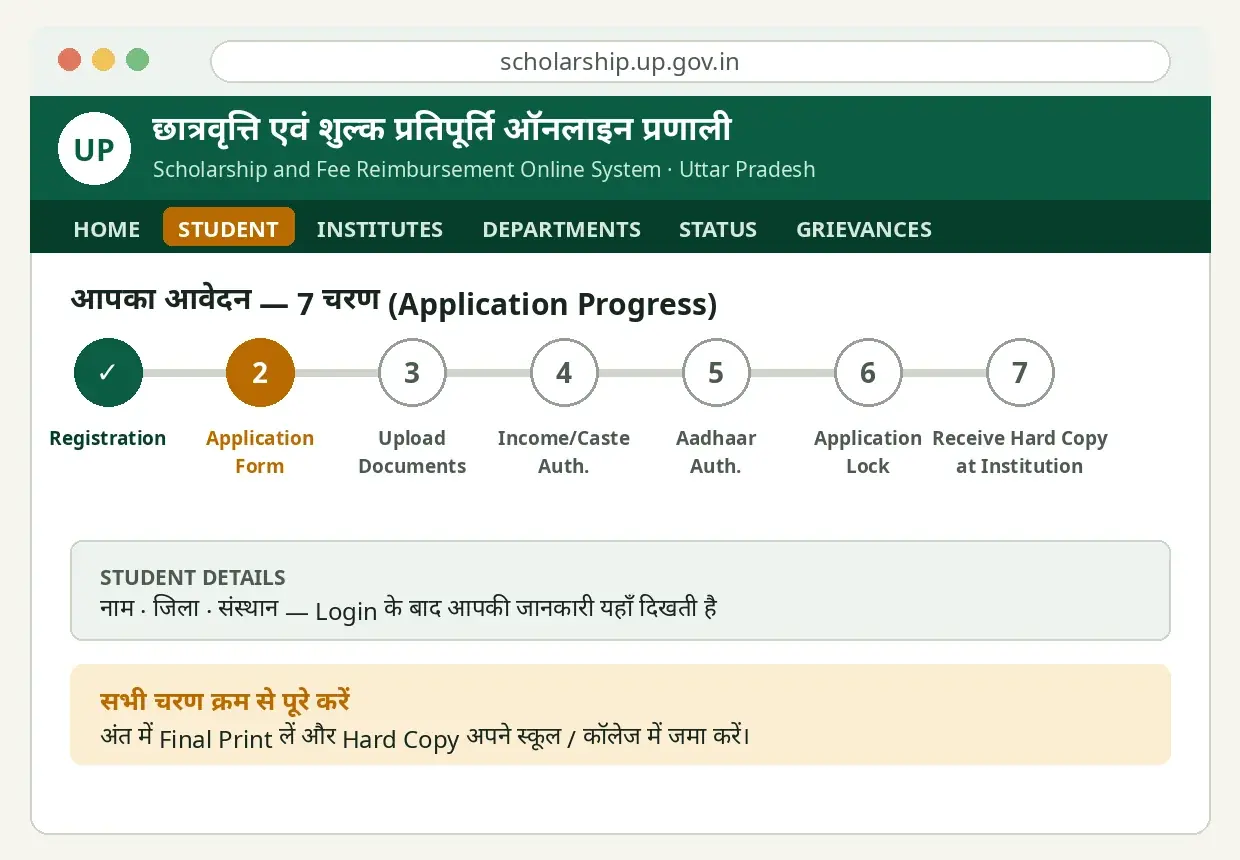 scholarship.up.gov.in
UP
छात्रवृत्ति एवं शुल्क प्रतिपूर्ति ऑनलाइन प्रणाली
Scholarship and Fee Reimbursement Online System · Uttar Pradesh
HOME STUDENT INSTITUTES DEPARTMENTS STATUS GRIEVANCES
आपका आवेदन — 7 चरण (Application Progress)
✓ 2 3 4 5 6 7
Registration
Application
Form
Upload
Documents
Income/Caste
Auth.
Aadhaar
Auth.
Application
Lock
Receive Hard Copy
at Institution
STUDENT DETAILS
नाम · जिला · संस्थान — Login के बाद आपकी जानकारी यहाँ दिखती है
सभी चरण क्रम से पूरे करें
अंत में Final Print लें और Hard Copy अपने स्कूल / कॉलेज में जमा करें।